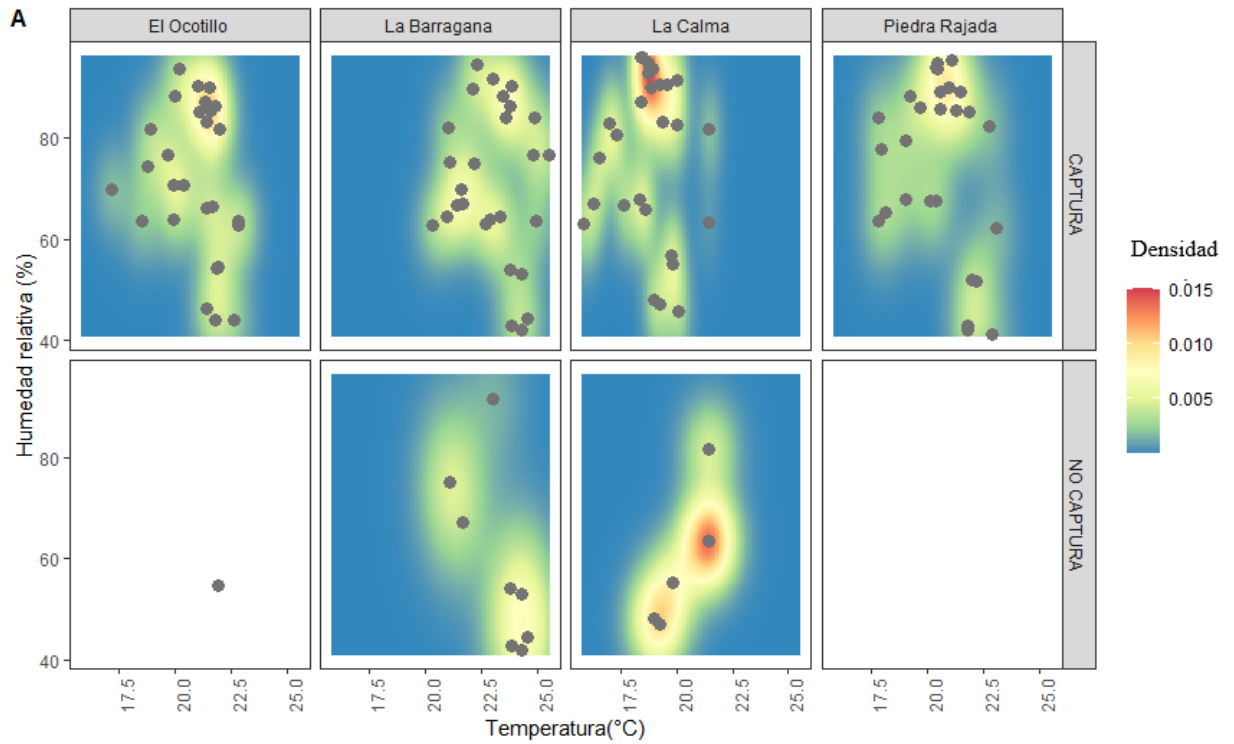 A
El Ocotillo
La Barragana
La Calma
Piedra Rajada
80
60
40
CAPTURA
80
60
40
NO CAPTURA
Humedad relativa (%)
17.5 20.0 22.5 25.0
17.5 20.0 22.5 25.0
17.5 20.0 22.5 25.0
17.5 20.0 22.5 25.0
Temperatura(°C)
Densidad
0.015
0.010
0.005